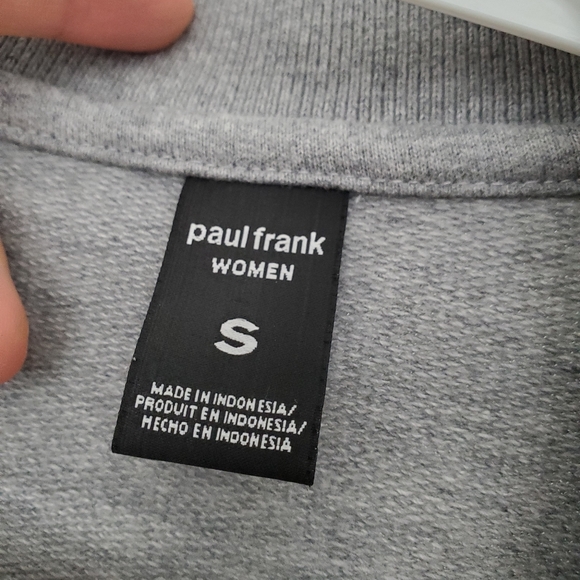 paul frank
WOMEN
S
MADE IN INDONESIA/
PRODUIT EN INDONESIA/
HECHO EN INDONESIA